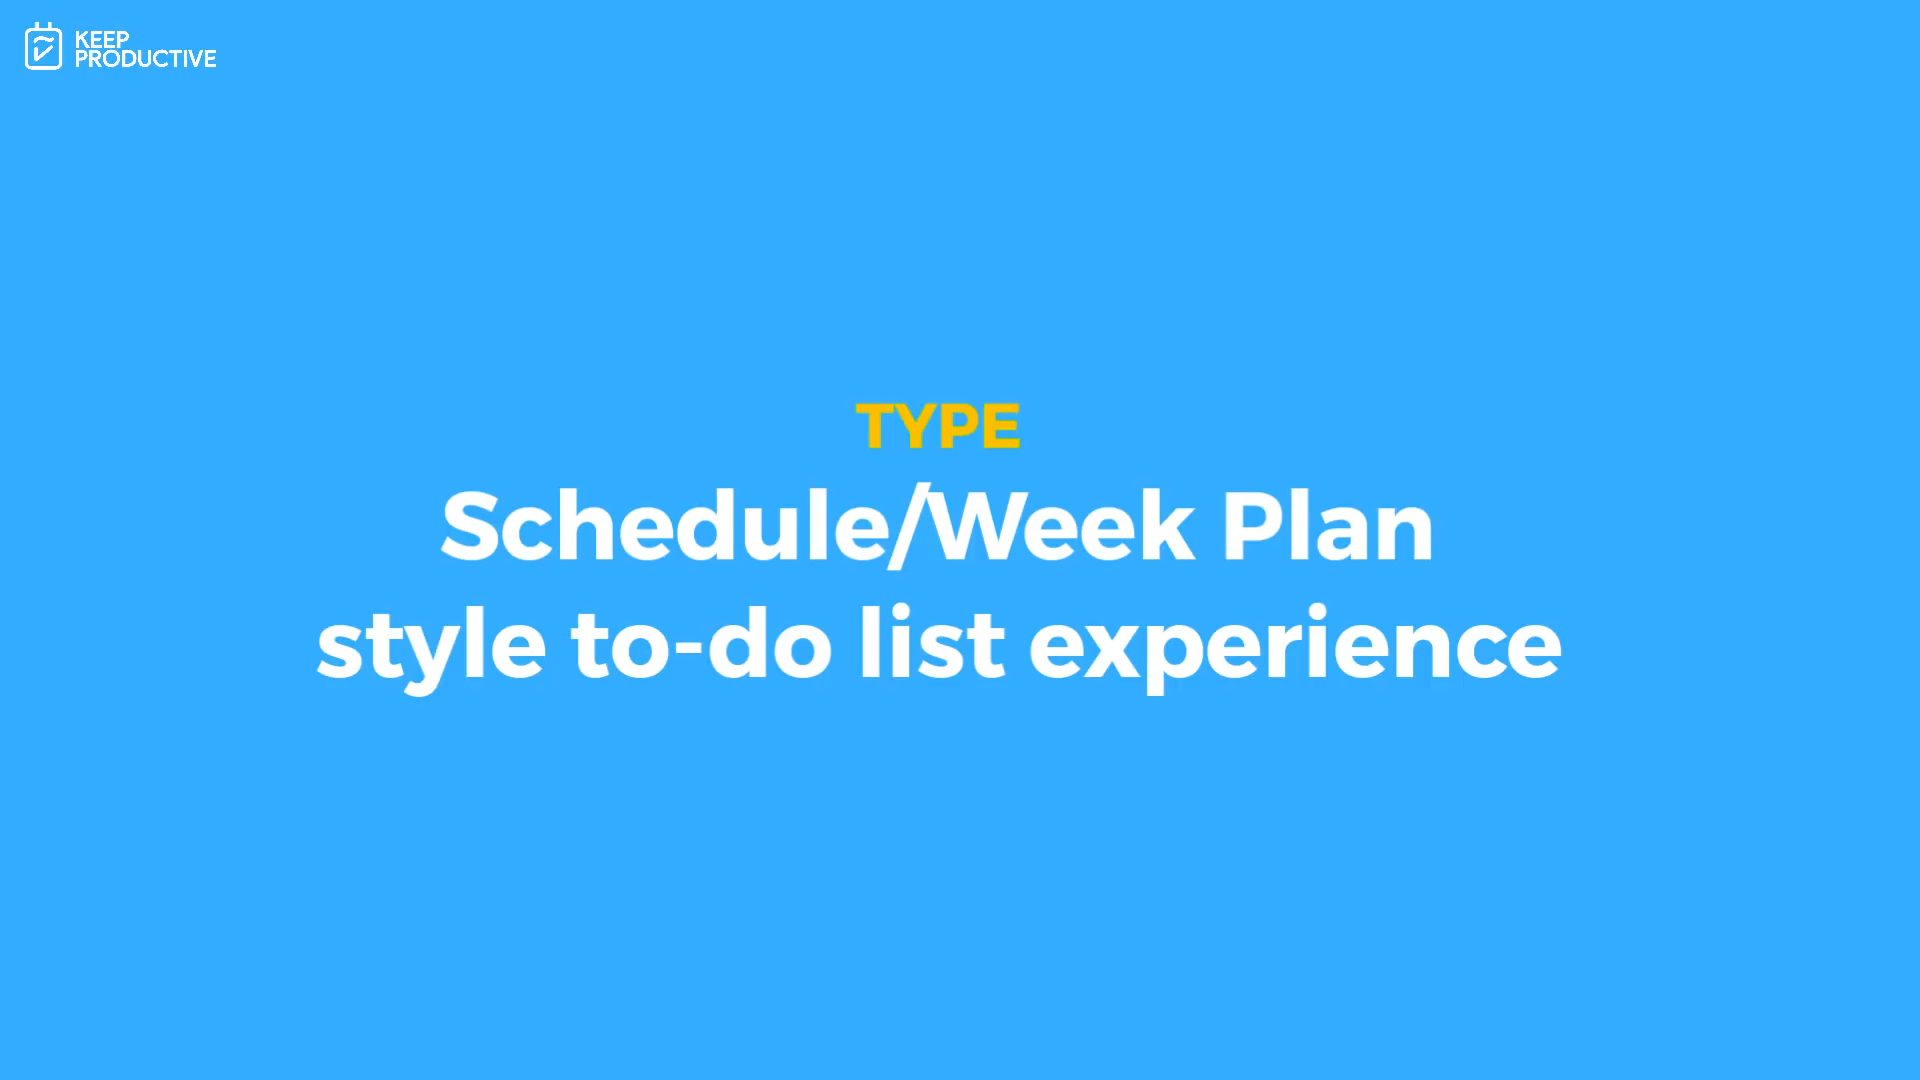 KEEP
PRODUCTIVE
TYPE
Schedule/Week Plan
style to-do list experience